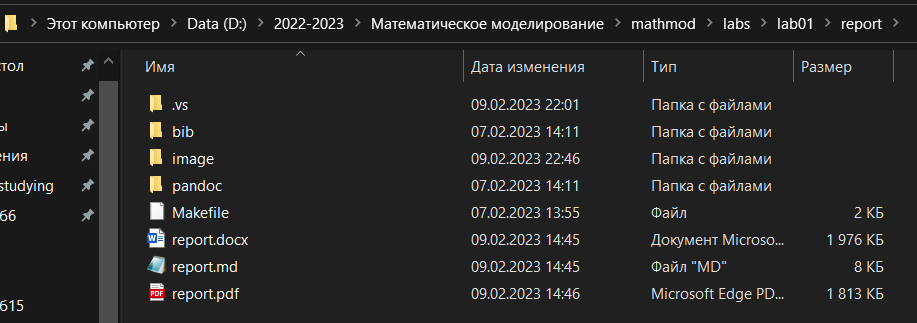 Этот компьютер > Data (D:) > 2022-2023 > Математическое моделирование > mathmod > labs > lab01 > report >
Имя Дата изменения Тип Размер
стол
.vs 09.02.2023 22:01 Папка с файлами
bib 07.02.2023 14:11 Папка с файлами
ы
image 09.02.2023 22:46 Папка с файлами
ения
pandoc 07.02.2023 14:11 Папка с файлами
studying
Makefile 07.02.2023 13:55 Файл 2 КБ
66
report.docx 09.02.2023 14:45 Документ Microso... 1 976 КБ
report.md 09.02.2023 14:45 Файл "MD" 8 КБ
report.pdf 09.02.2023 14:46 Microsoft Edge PD... 1 813 КБ
615